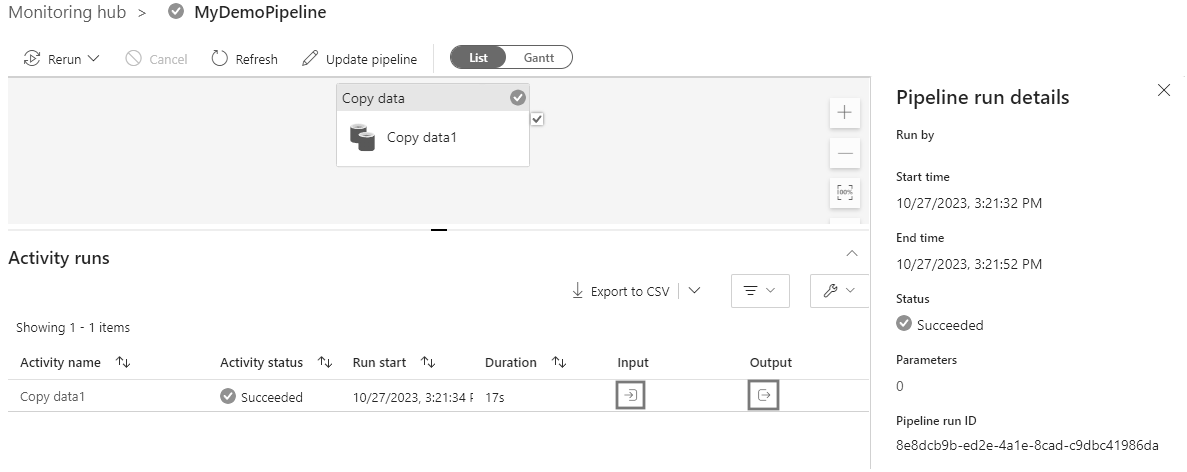 Monitoring hub > MyDemoPipeline
Rerun Cancel Refresh Update pipeline List Gantt
Copy data
Copy data1
100%
Pipeline run details
Run by
Start time
10/27/2023, 3:21:32 PM
End time
10/27/2023, 3:21:52 PM
Status
Succeeded
Parameters
0
Pipeline run ID
8e8dcb9b-ed2e-4a1e-8cad-c9dbc41986da
Activity runs
Export to CSV
Showing 1 - 1 items
Activity name Activity status Run start Duration Input Output
Copy data1 Succeeded 10/27/2023, 3:21:34 P 17s